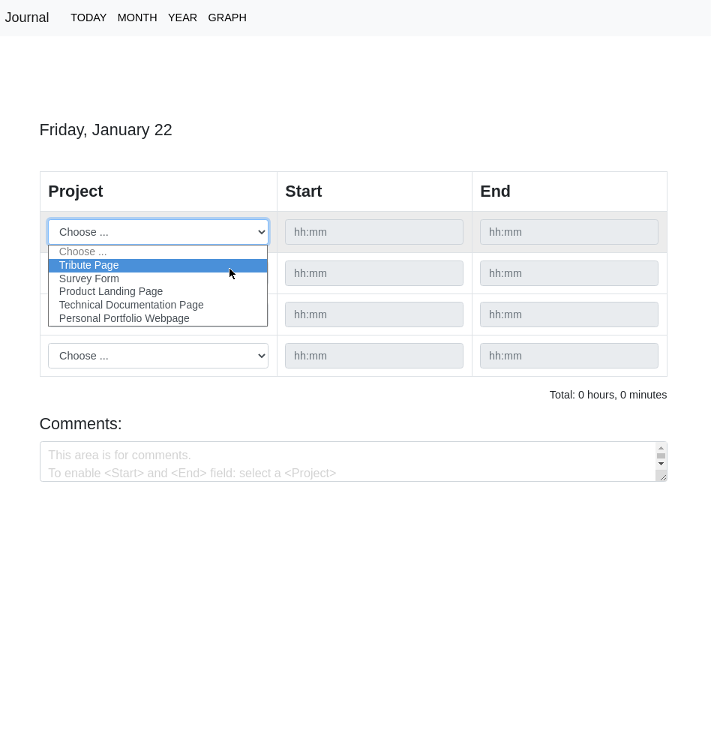 Journal TODAY MONTH YEAR GRAPH
Friday, January 22
Project Start End
Choose ... hh:mm hh:mm
Choose ...
Tribute Page
Survey Form
Product Landing Page
Technical Documentation Page
Personal Portfolio Webpage
hh:mm hh:mm
hh:mm hh:mm
Choose ... hh:mm hh:mm
Total: 0 hours, 0 minutes
Comments:
This area is for comments.
To enable <Start> and <End> field: select a <Project>